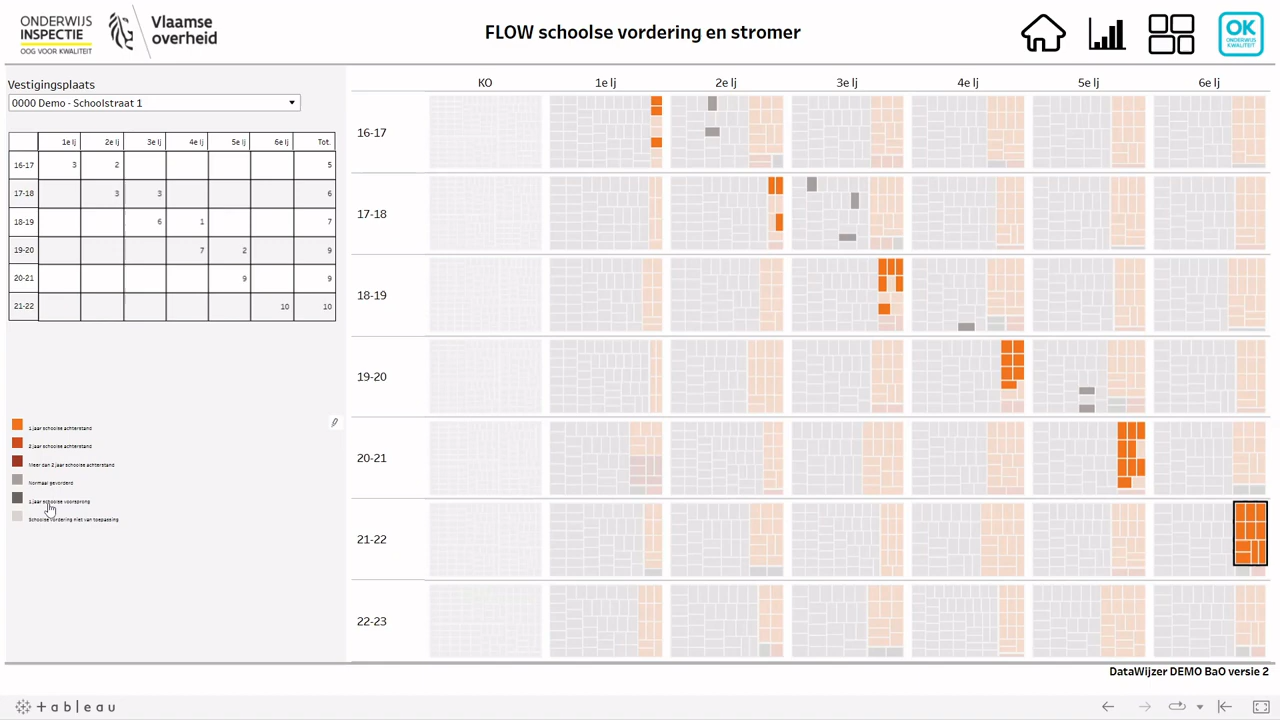 ONDERWIJS
INSPECTIE
OOG VOOR KWALITEIT
Vlaamse
overheid
FLOW schoolse vordering en stromer
OK
ONDERWIJS
KWALITEIT
Vestigingsplaats
0000 Demo - Schoolstraat 1
1e lj 2e lj 3e lj 4e lj 5e lj 6e lj Tot.
16-17 3 2 5
17-18 3 3 6
18-19 6 1 7
19-20 7 2 9
20-21 9 9
21-22 10 10
1 jaar schoolse achterstand
2 jaar schoolse achterstand
Meer dan 2 jaar schoolse achterstand
Normaal gevorderd
1 jaar schoolse voorsprong
Schoolse vordering niet van toepassing
KO 1e lj 2e lj 3e lj 4e lj 5e lj 6e lj
16-17
17-18
18-19
19-20
20-21
21-22
22-23
DataWijzer DEMO BaO versie 2
+ a b l e a u